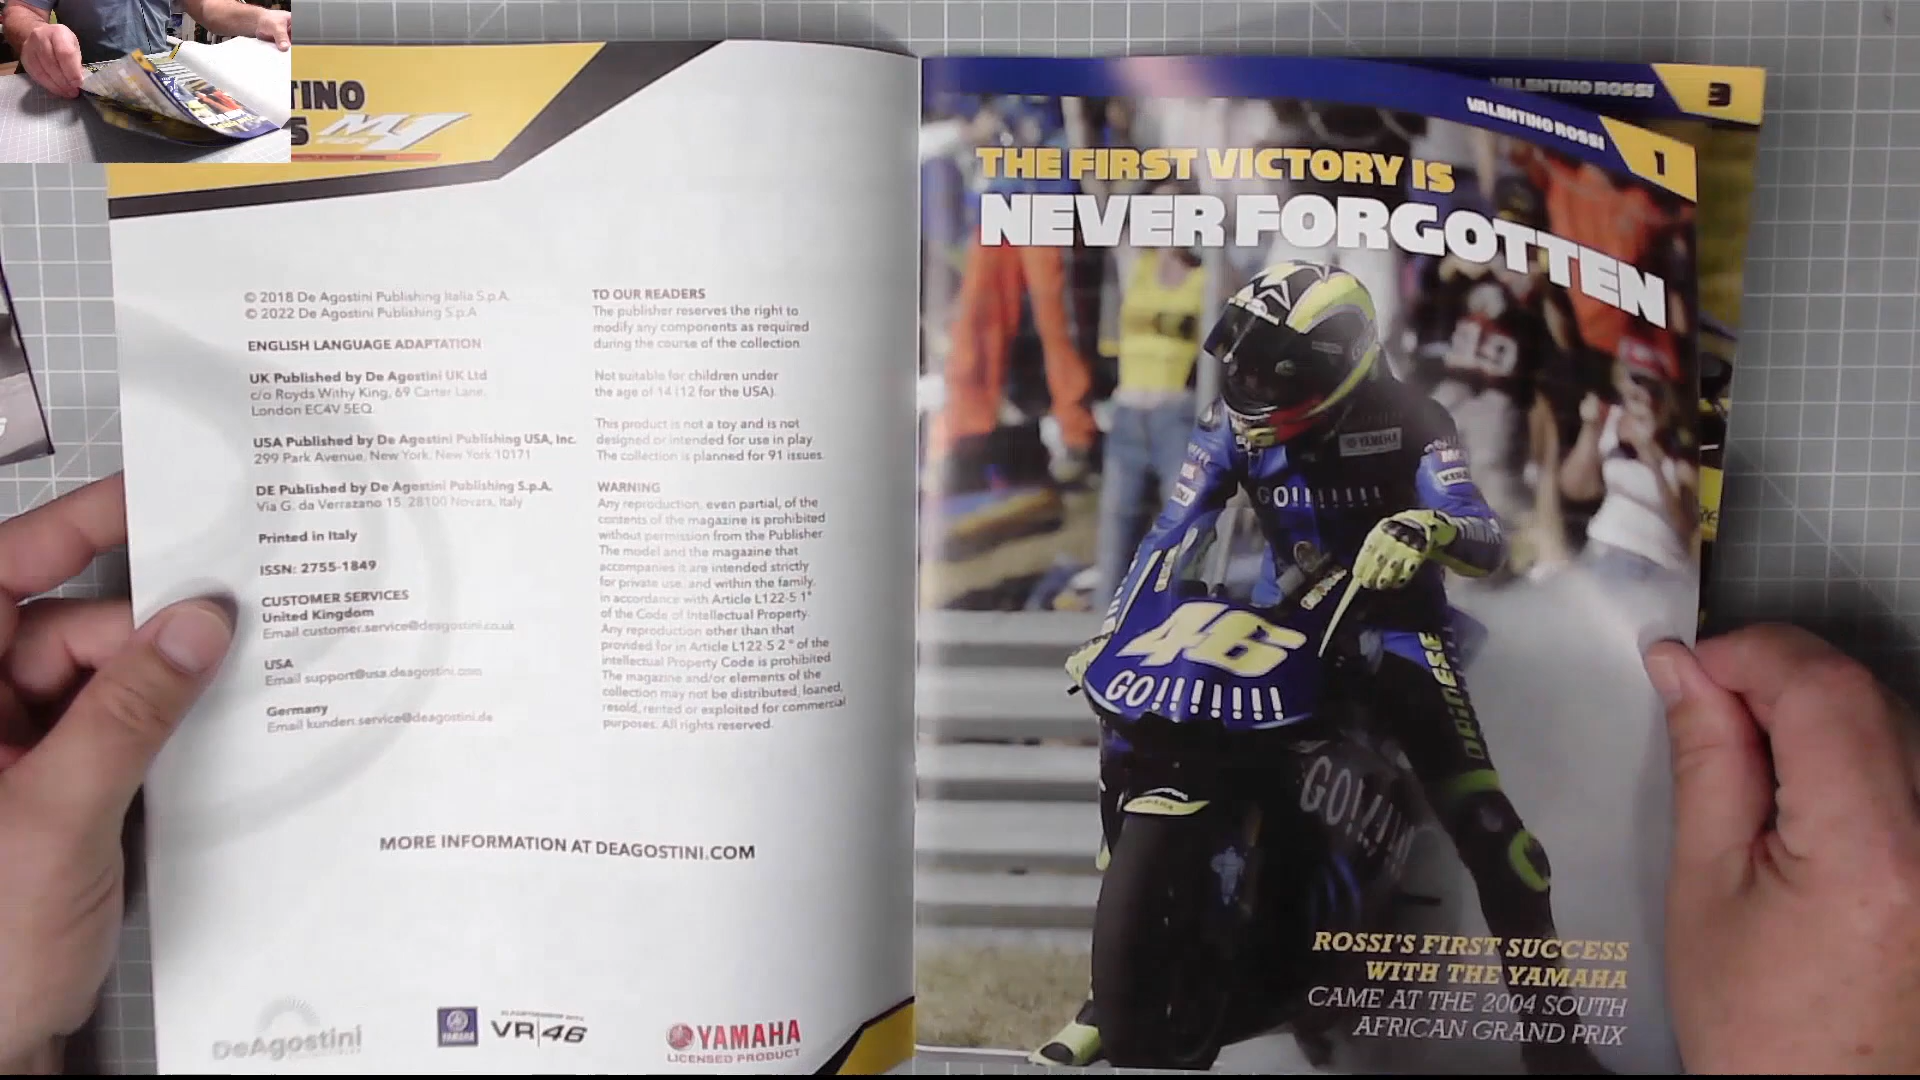 TINO
S M1
© 2018 De Agostini Publishing Italia S.p.A.
© 2022 De Agostini Publishing S.p.A
ENGLISH LANGUAGE ADAPTATION
UK Published by De Agostini UK Ltd
c/o Royds Withy King, 69 Carter Lane,
London EC4V 5EQ
USA Published by De Agostini Publishing USA, Inc.
299 Park Avenue, New York, New York 10171
DE Published by De Agostini Publishing S.p.A.
Via G. da Verrazano 15, 28100 Novara, Italy
Printed in Italy
ISSN: 2755-1849
CUSTOMER SERVICES
United Kingdom
Email customer.service@deagostini.co.uk
USA
Email support@usa.deagostini.com
Germany
Email kunden.service@deagostini.de
TO OUR READERS
The publisher reserves the right to
modify any components as required
during the course of the collection
Not suitable for children under
the age of 14 (12 for the USA).
This product is not a toy and is not
designed or intended for use in play
The collection is planned for 91 issues.
WARNING
Any reproduction, even partial, of the
contents of the magazine is prohibited
without permission from the Publisher
The model and the magazine that
accompanies it are intended strictly
for private use, and within the family,
in accordance with Article L122-5 1°
of the Code of Intellectual Property.
Any reproduction other than that
provided for in Article L122-5 2° of the
intellectual Property Code is prohibited
The magazine and/or elements of the
collection may not be distributed, loaned,
resold, rented or exploited for commercial
purposes. All rights reserved.
MORE INFORMATION AT DEAGOSTINI.COM
DeAgostini
YAMAHA
VR|46
YAMAHA
LICENSED PRODUCT
VALENTINO ROSSI 3
VALENTINO ROSSI 1
THE FIRST VICTORY IS
NEVER FORGOTTEN
19
YAMAHA
GO!!!!!!!!
46
GO!!!!!!!!
DAINESE
GO!!!!!
YAMAHA
ROSSI'S FIRST SUCCESS
WITH THE YAMAHA
CAME AT THE 2004 SOUTH
AFRICAN GRAND PRIX